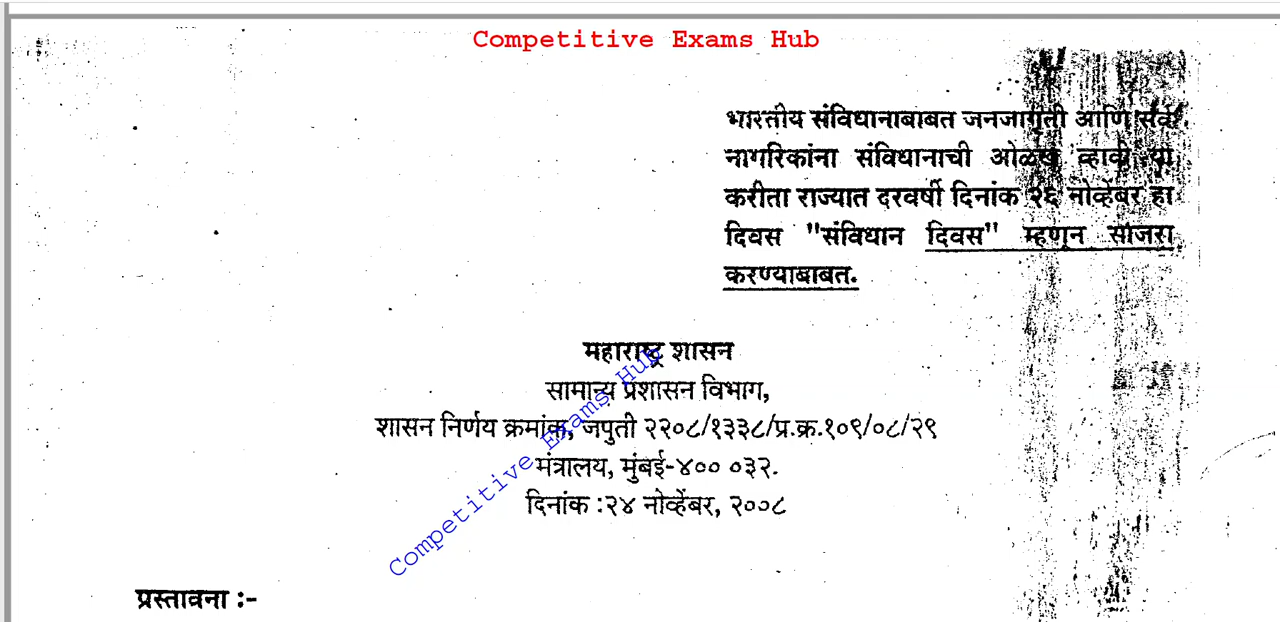 Competitive Exams Hub
भारतीय संविधानाबाबत जनजागृती आणि सर्व
नागरिकांना संविधानाची ओळख व्हावी या
करीता राज्यात दरवर्षी दिनांक २६ नोव्हेंबर हा
दिवस "संविधान दिवस" म्हणून साजरा
करण्याबाबत.
महाराष्ट्र शासन
सामान्य प्रशासन विभाग,
शासन निर्णय क्रमांक, जपुती २२०८/१३३८/प्र.क्र.१०९/०८/२९
मंत्रालय, मुंबई-४०० ०३२.
दिनांक :२४ नोव्हेंबर, २००८
Competitive Exams Hub
प्रस्तावना :-